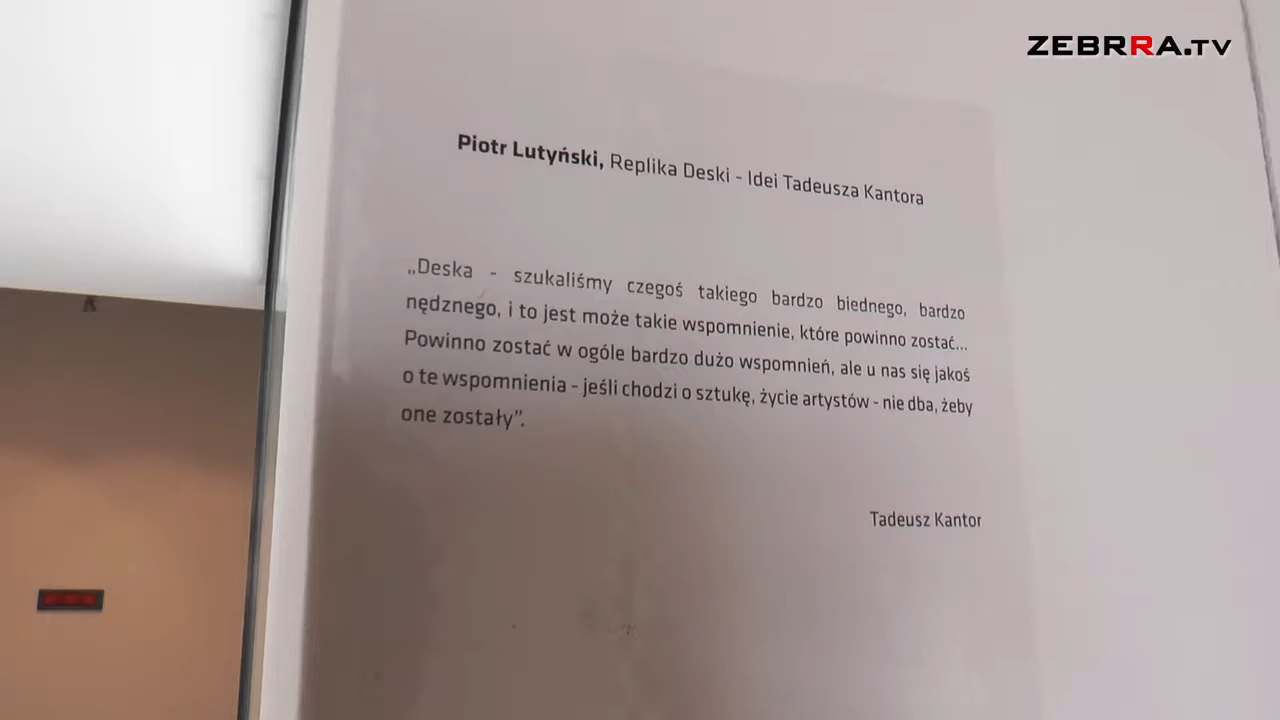 ZEBRRA.TV
Piotr Lutyński, Replika Deski - Idei Tadeusza Kantora
„Deska - szukaliśmy czegoś takiego bardzo biednego, bardzo
nędznego, i to jest może takie wspomnienie, które powinno zostać...
Powinno zostać w ogóle bardzo dużo wspomnień, ale u nas się jakoś
o te wspomnienia - jeśli chodzi o sztukę, życie artystów - nie dba, żeby
one zostały”.
Tadeusz Kantor